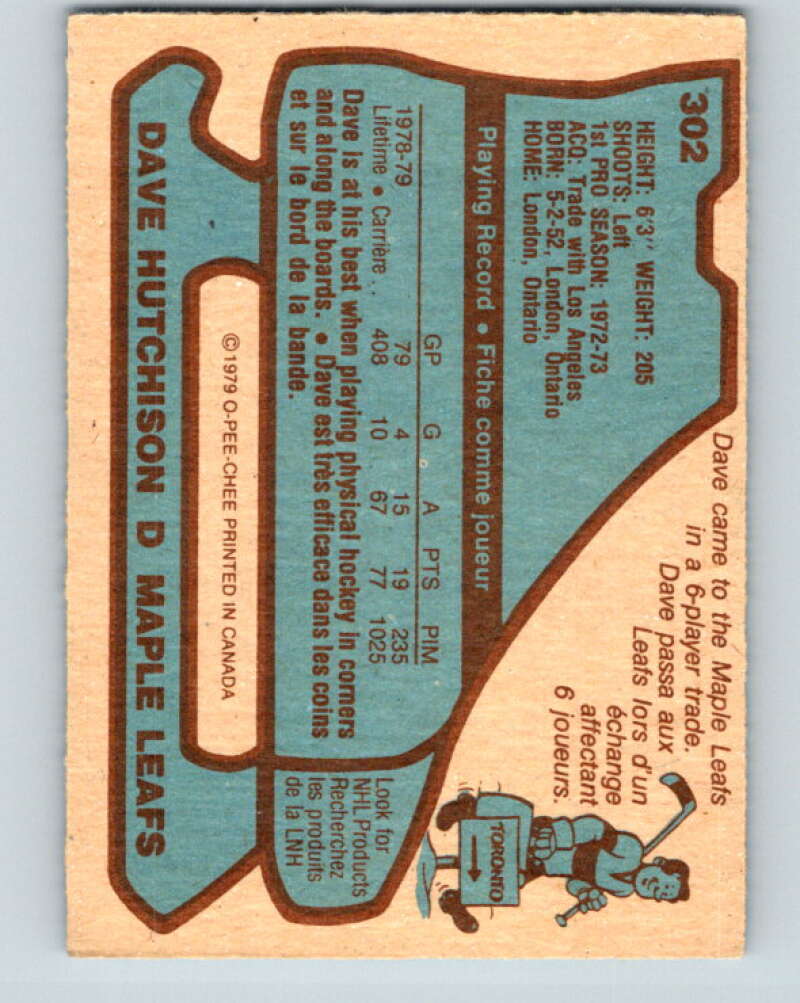 302
HEIGHT: 6'3" WEIGHT: 205
SHOOTS: Left
1st PRO SEASON: 1972-73
ACQ: Trade with Los Angeles
BORN: 5-2-52, London, Ontario
HOME: London, Ontario
Dave came to the Maple Leafs
in a 6-player trade.
Dave passa aux
Leafs lors d'un
échange
affectant
6 joueurs.
TORONTO
Playing Record • Fiche comme joueur
GP G A PTS PIM
1978-79 79 4 15 19 235
Lifetime • Carrière .. 408 10 67 77 1025
Dave is at his best when playing physical hockey in corners
and along the boards. • Dave est très efficace dans les coins
et sur le bord de la bande.
Look for
NHL Products
Recherchez
les produits
de la LNH
©1979 O-PEE-CHEE PRINTED IN CANADA
DAVE HUTCHISON D MAPLE LEAFS